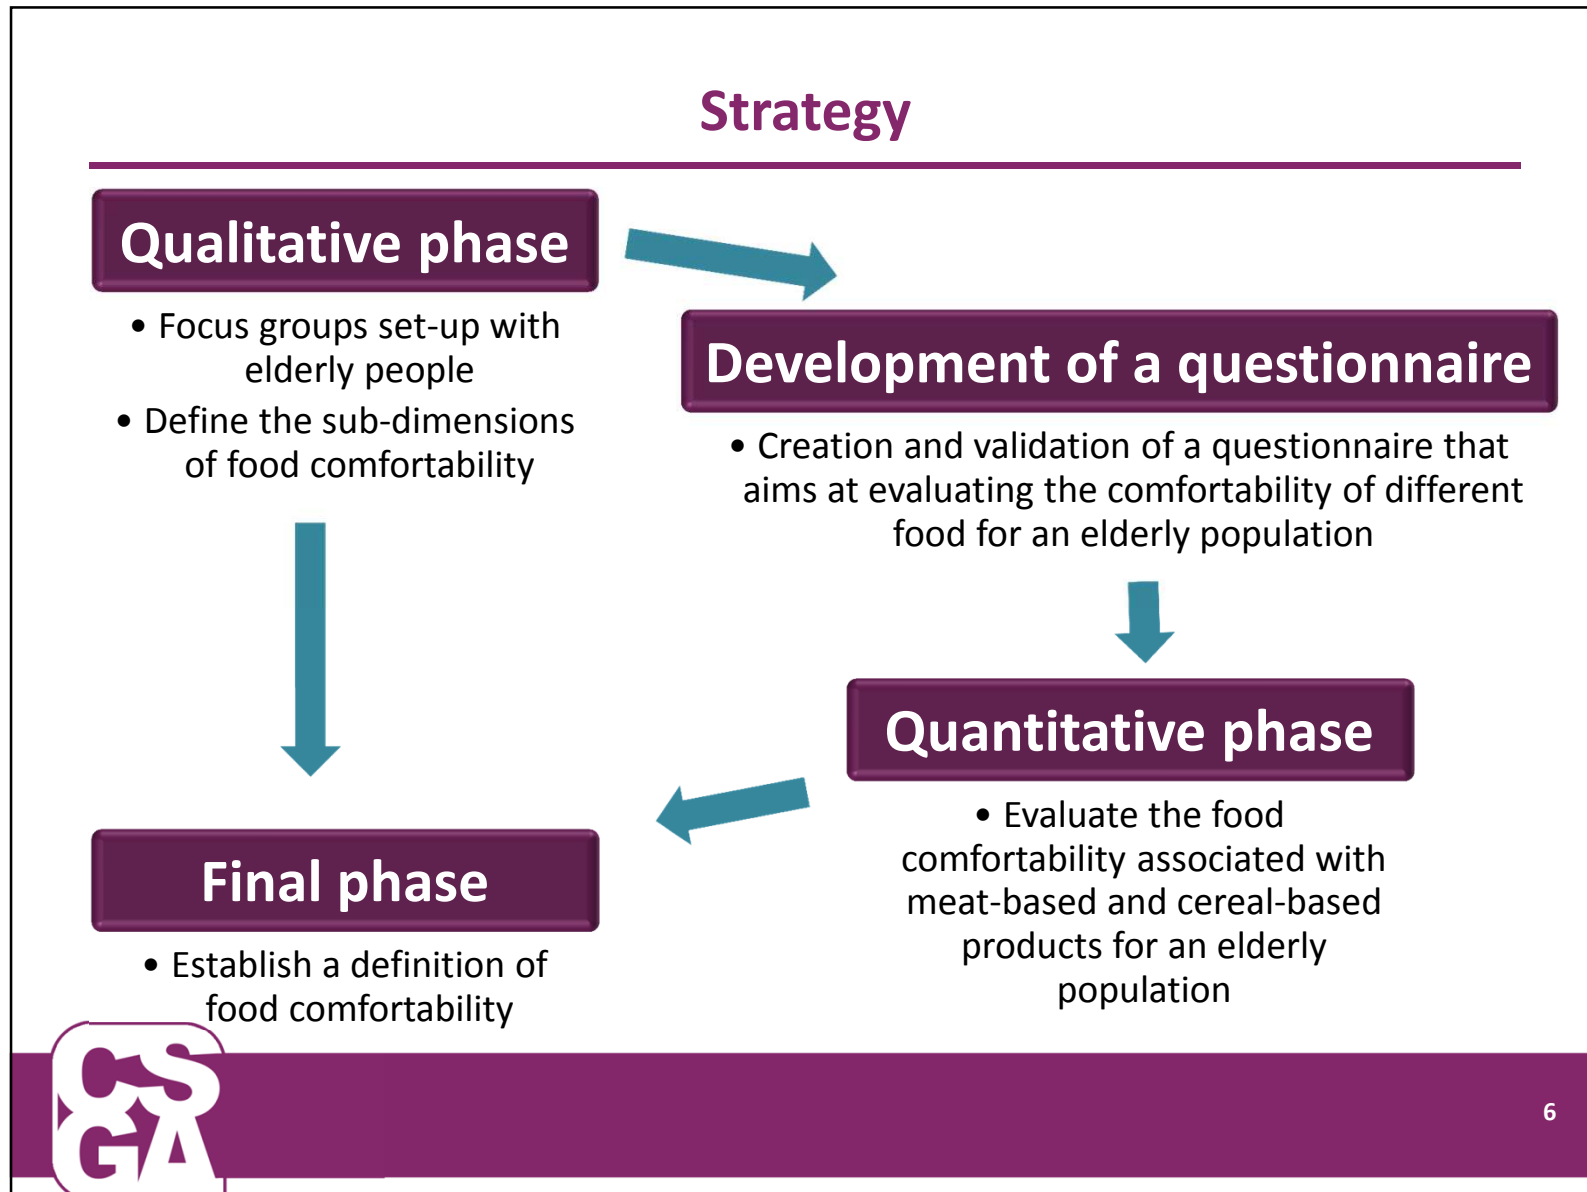 Strategy
Qualitative phase
• Focus groups set-up with
elderly people
• Define the sub-dimensions
of food comfortability
Development of a questionnaire
• Creation and validation of a questionnaire that
aims at evaluating the comfortability of different
food for an elderly population
Quantitative phase
• Evaluate the food
comfortability associated with
meat-based and cereal-based
products for an elderly
population
Final phase
• Establish a definition of
food comfortability
CS
GA
6